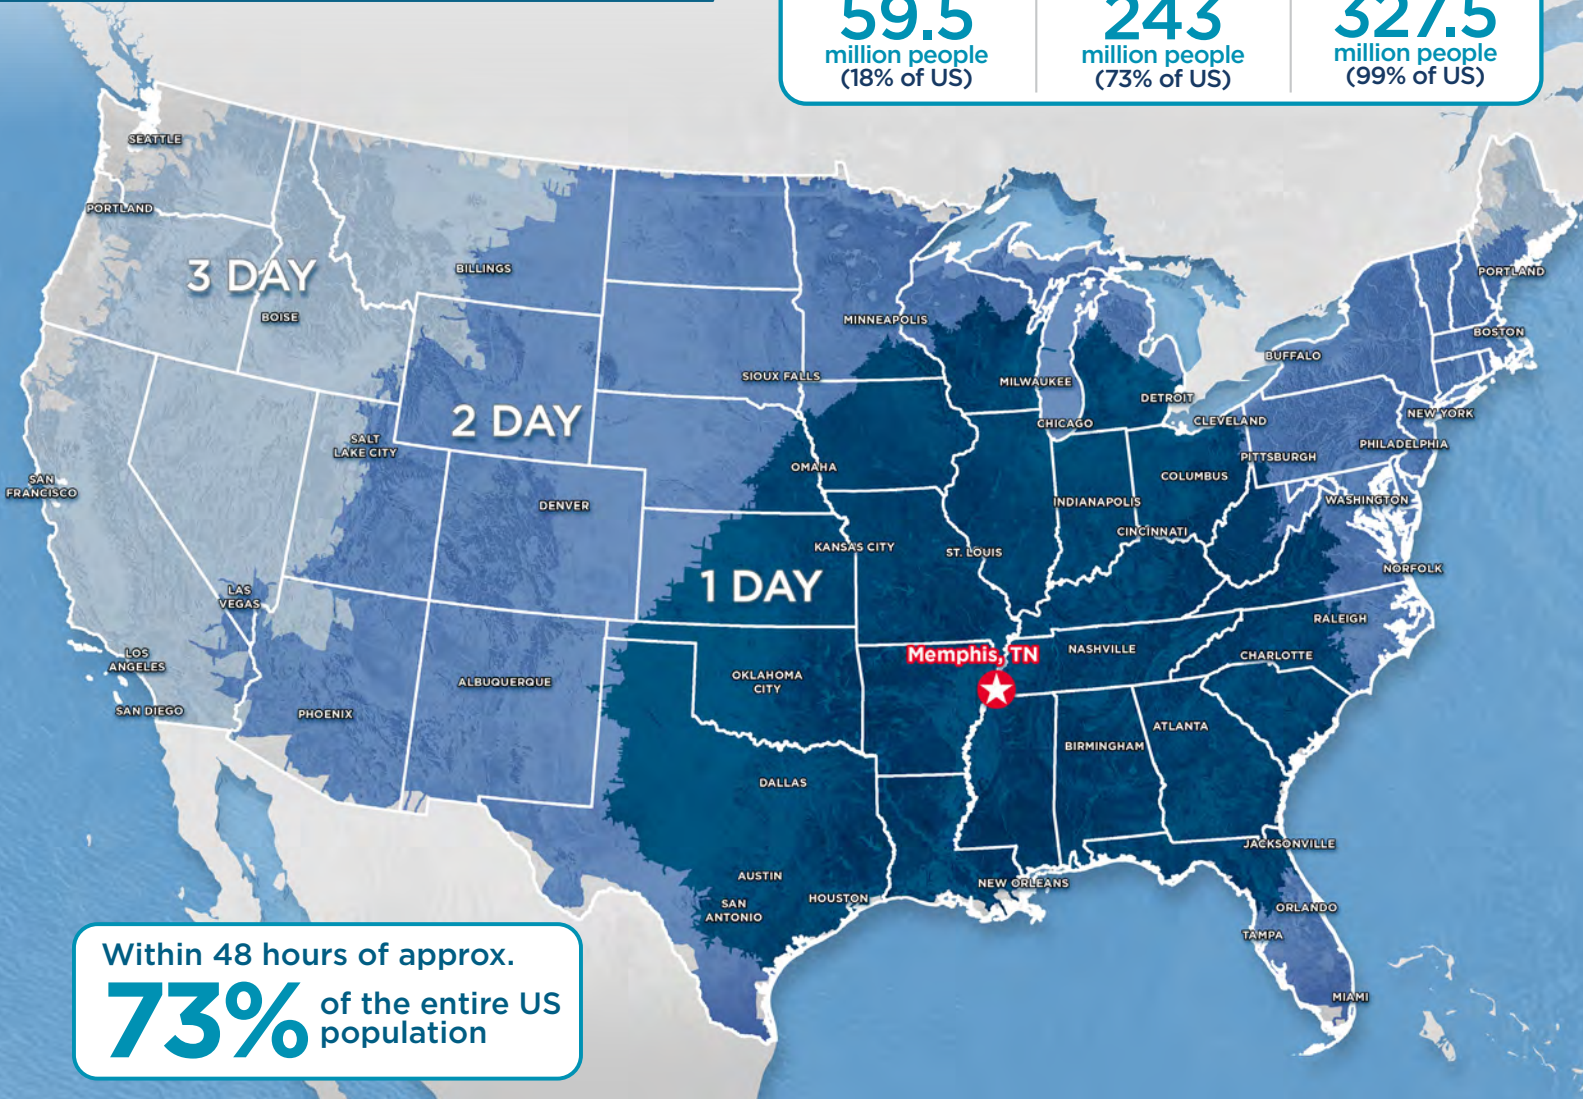 59.5
million people
(18% of US)
243
million people
(73% of US)
327.5
million people
(99% of US)
SEATTLE
PORTLAND
3 DAY
BOISE
BILLINGS
MINNEAPOLIS
SIOUX FALLS
MILWAUKEE
CHICAGO
DETROIT
CLEVELAND
BUFFALO
PORTLAND
BOSTON
NEW YORK
PHILADELPHIA
PITTSBURGH
WASHINGTON
2 DAY
SALT
LAKE CITY
DENVER
OMAHA
SAN
FRANCISCO
COLUMBUS
INDIANAPOLIS
CINCINNATI
KANSAS CITY
ST. LOUIS
1 DAY
NORFOLK
RALEIGH
LAS
VEGAS
LOS
ANGELES
SAN DIEGO
PHOENIX
ALBUQUERQUE
OKLAHOMA
CITY
Memphis, TN
NASHVILLE
CHARLOTTE
ATLANTA
BIRMINGHAM
DALLAS
AUSTIN
SAN
ANTONIO
HOUSTON
NEW ORLEANS
JACKSONVILLE
ORLANDO
TAMPA
MIAMI
Within 48 hours of approx.
73%
of the entire US
population